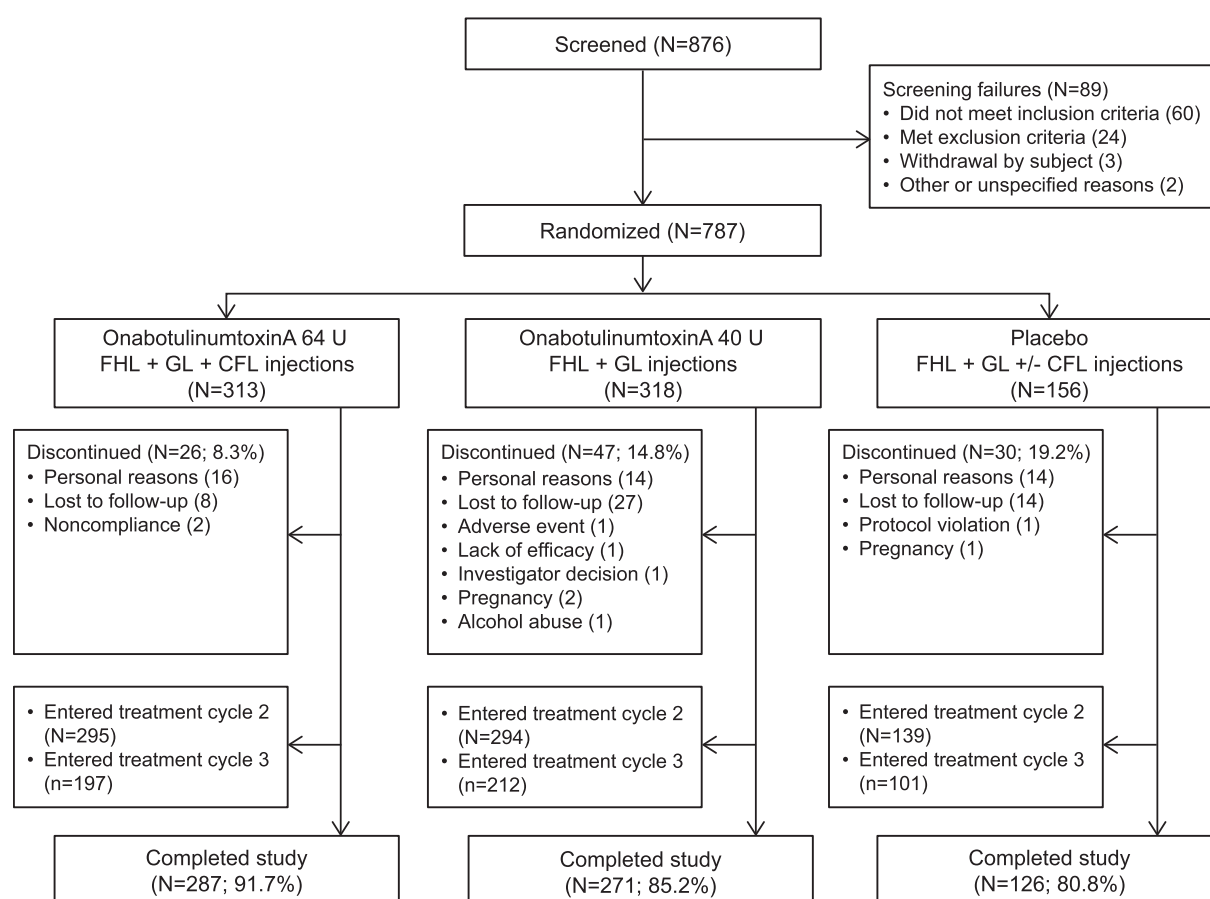 Screened (N=876)
Screening failures (N=89)
• Did not meet inclusion criteria (60)
• Met exclusion criteria (24)
• Withdrawal by subject (3)
• Other or unspecified reasons (2)
Randomized (N=787)
OnabotulinumtoxinA 64 U
FHL + GL + CFL injections
(N=313)
OnabotulinumtoxinA 40 U
FHL + GL injections
(N=318)
Placebo
FHL + GL +/- CFL injections
(N=156)
Discontinued (N=26; 8.3%)
• Personal reasons (16)
• Lost to follow-up (8)
• Noncompliance (2)
Discontinued (N=47; 14.8%)
• Personal reasons (14)
• Lost to follow-up (27)
• Adverse event (1)
• Lack of efficacy (1)
• Investigator decision (1)
• Pregnancy (2)
• Alcohol abuse (1)
Discontinued (N=30; 19.2%)
• Personal reasons (14)
• Lost to follow-up (14)
• Protocol violation (1)
• Pregnancy (1)
• Entered treatment cycle 2
(N=295)
• Entered treatment cycle 3
(n=197)
• Entered treatment cycle 2
(N=294)
• Entered treatment cycle 3
(n=212)
• Entered treatment cycle 2
(N=139)
• Entered treatment cycle 3
(n=101)
Completed study
(N=287; 91.7%)
Completed study
(N=271; 85.2%)
Completed study
(N=126; 80.8%)